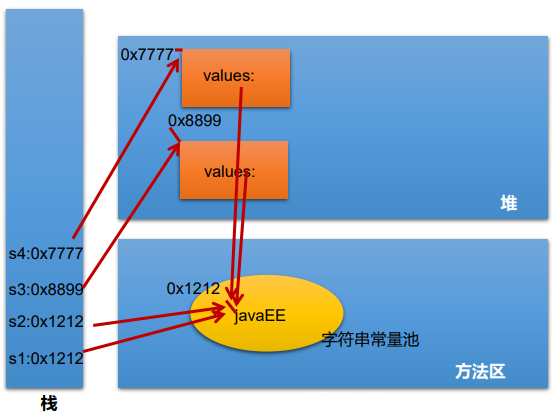 0x7777
values:
0x8899
values:
堆
s4:0x7777
s3:0x8899
s2:0x1212
s1:0x1212
栈
0x1212
javaEE
字符串常量池
方法区